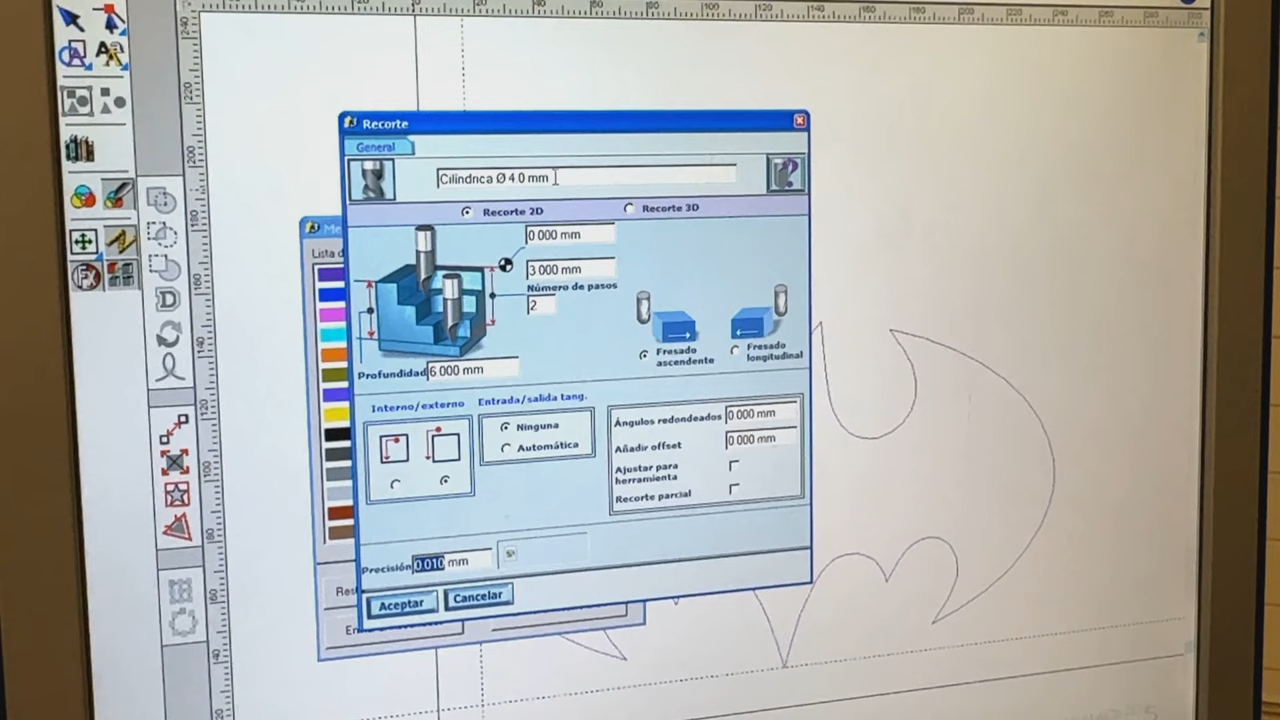 Recorte
General
Cilindrica Ø 4 0 mm
Recorte 2D
Recorte 3D
0 000 mm
3 000 mm
Número de pasos
2
Fresado ascendente
Fresado longitudinal
Profundidad 6 000 mm
Lista d
Interno/externo
Entrada/salida tang.
Ninguna
Automática
Ángulos redondeados 0 000 mm
Añadir offset 0 000 mm
Ajustar para herramienta
Recorte parcial
Precisión 0.010 mm
Aceptar
Cancelar